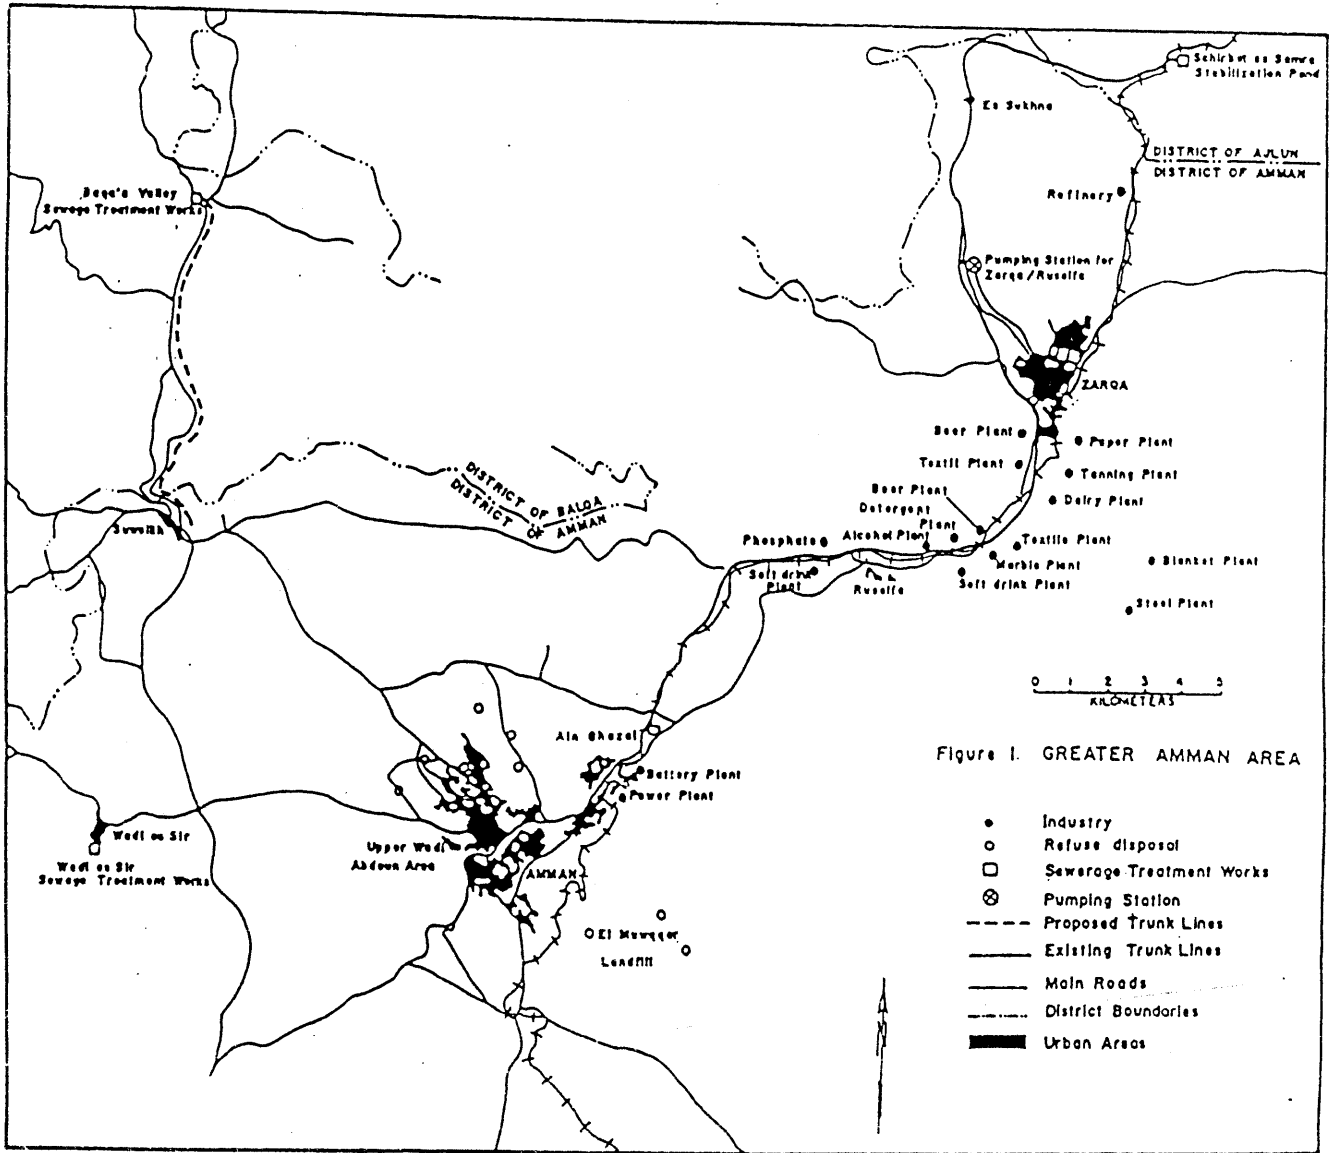 Schirbet as Samra
Stabilization Pond
Es Sukhna
DISTRICT OF AJLUN
DISTRICT OF AMMAN
Baqa'a Valley
Sewage Treatment Works
Refinery
Pumping Station for
Zarqa/Ruseifa
ZARQA
Beer Plant
Paper Plant
Textil Plant
Tanning Plant
Beer Plant
Dairy Plant
Detergent
Plant
DISTRICT OF BALQA
DISTRICT OF AMMAN
Suweilih
Phosphate
Alcohol Plant
Textile Plant
Marble Plant
Blanket Plant
Soft drink
Plant
Ruseifa
Soft drink Plant
Steel Plant
0 1 2 3 4 5
KILOMETERS
Ain Ghazal
Figure 1. GREATER AMMAN AREA
Battery Plant
Power Plant
Wadi es Sir
Upper Wadi
Abdoun Area
Wadi es Sir
Sewage Treatment Works
AMMAN
El Muwqqer
Landfill
Industry
Refuse disposal
Sewerage Treatment Works
Pumping Station
Proposed Trunk Lines
Existing Trunk Lines
Main Roads
District Boundaries
Urban Areas
N